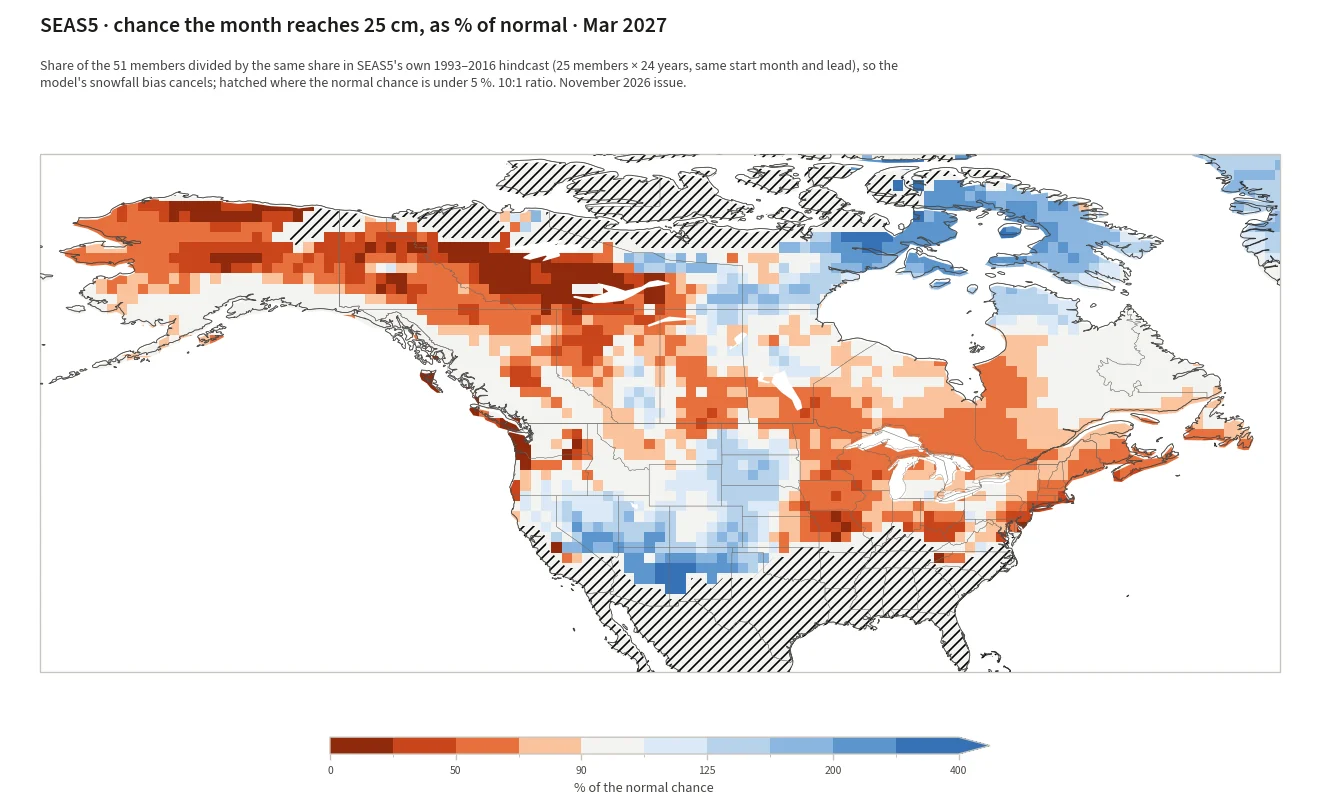 SEAS5 · chance the month reaches 25 cm, as % of normal · Mar 2027
Share of the 51 members divided by the same share in SEAS5's own 1993–2016 hindcast (25 members × 24 years, same start month and lead), so the
model's snowfall bias cancels; hatched where the normal chance is under 5 %. 10:1 ratio. November 2026 issue.
0 50 90 125 200 400
% of the normal chance